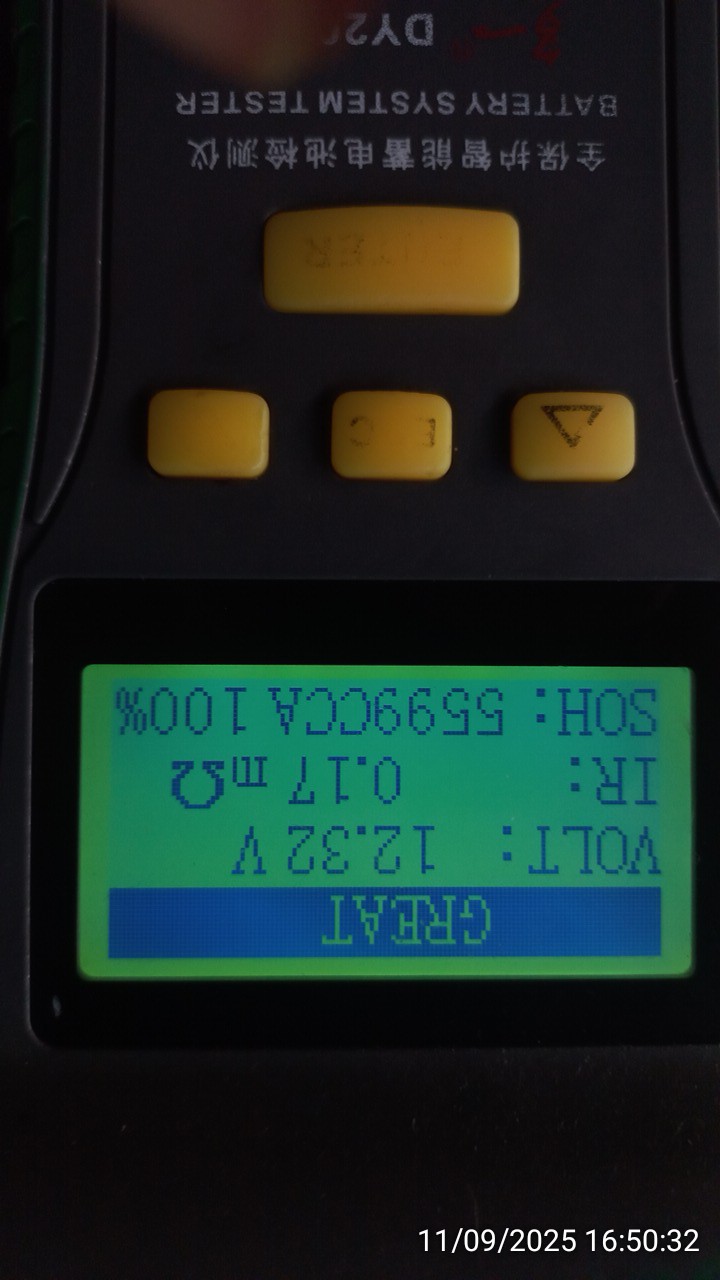 GREAT
VOLT: 12.32 V
IR: 0.17 mΩ
SOH: 5599CCA 100%
ENTER
全保护智能蓄电池检测仪
BATTERY SYSTEM TESTER
11/09/2025 16:50:32